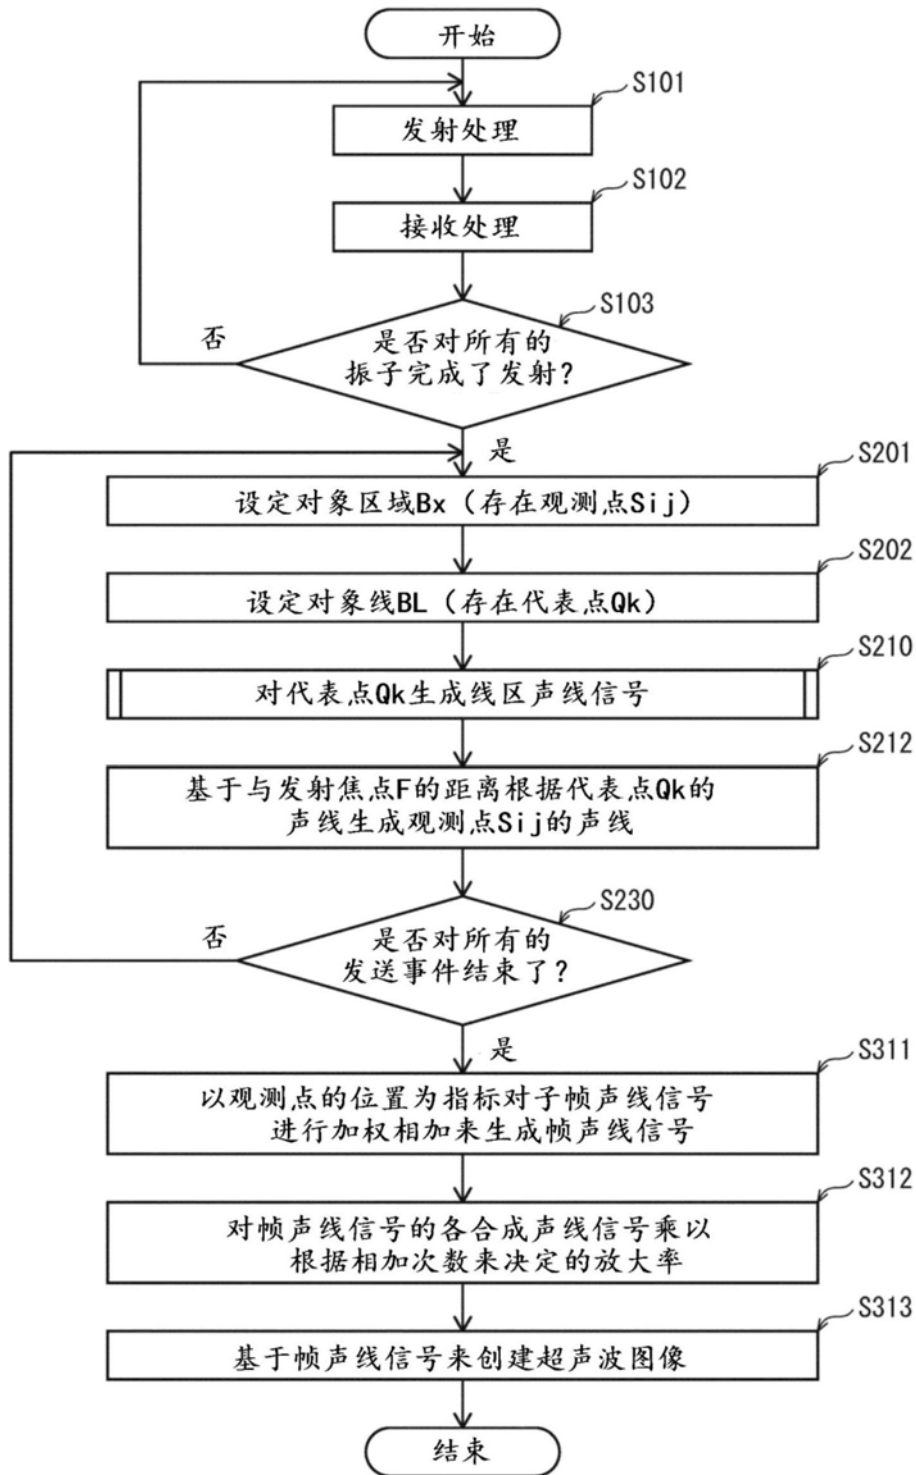 开始
S101
发射处理
S102
接收处理
S103
是否对所有的
振子完成了发射？
否
是
S201
设定对象区域Bx（存在观测点Sij）
S202
设定对象线BL（存在代表点Qk）
S210
对代表点Qk生成线区声线信号
S212
基于与发射焦点F的距离根据代表点Qk的
声线生成观测点Sij的声线
S230
是否对所有的
发送事件结束了？
否
是
S311
以观测点的位置为指标对子帧声线信号
进行加权相加来生成帧声线信号
S312
对帧声线信号的各合成声线信号乘以
根据相加次数来决定的放大率
S313
基于帧声线信号来创建超声波图像
结束